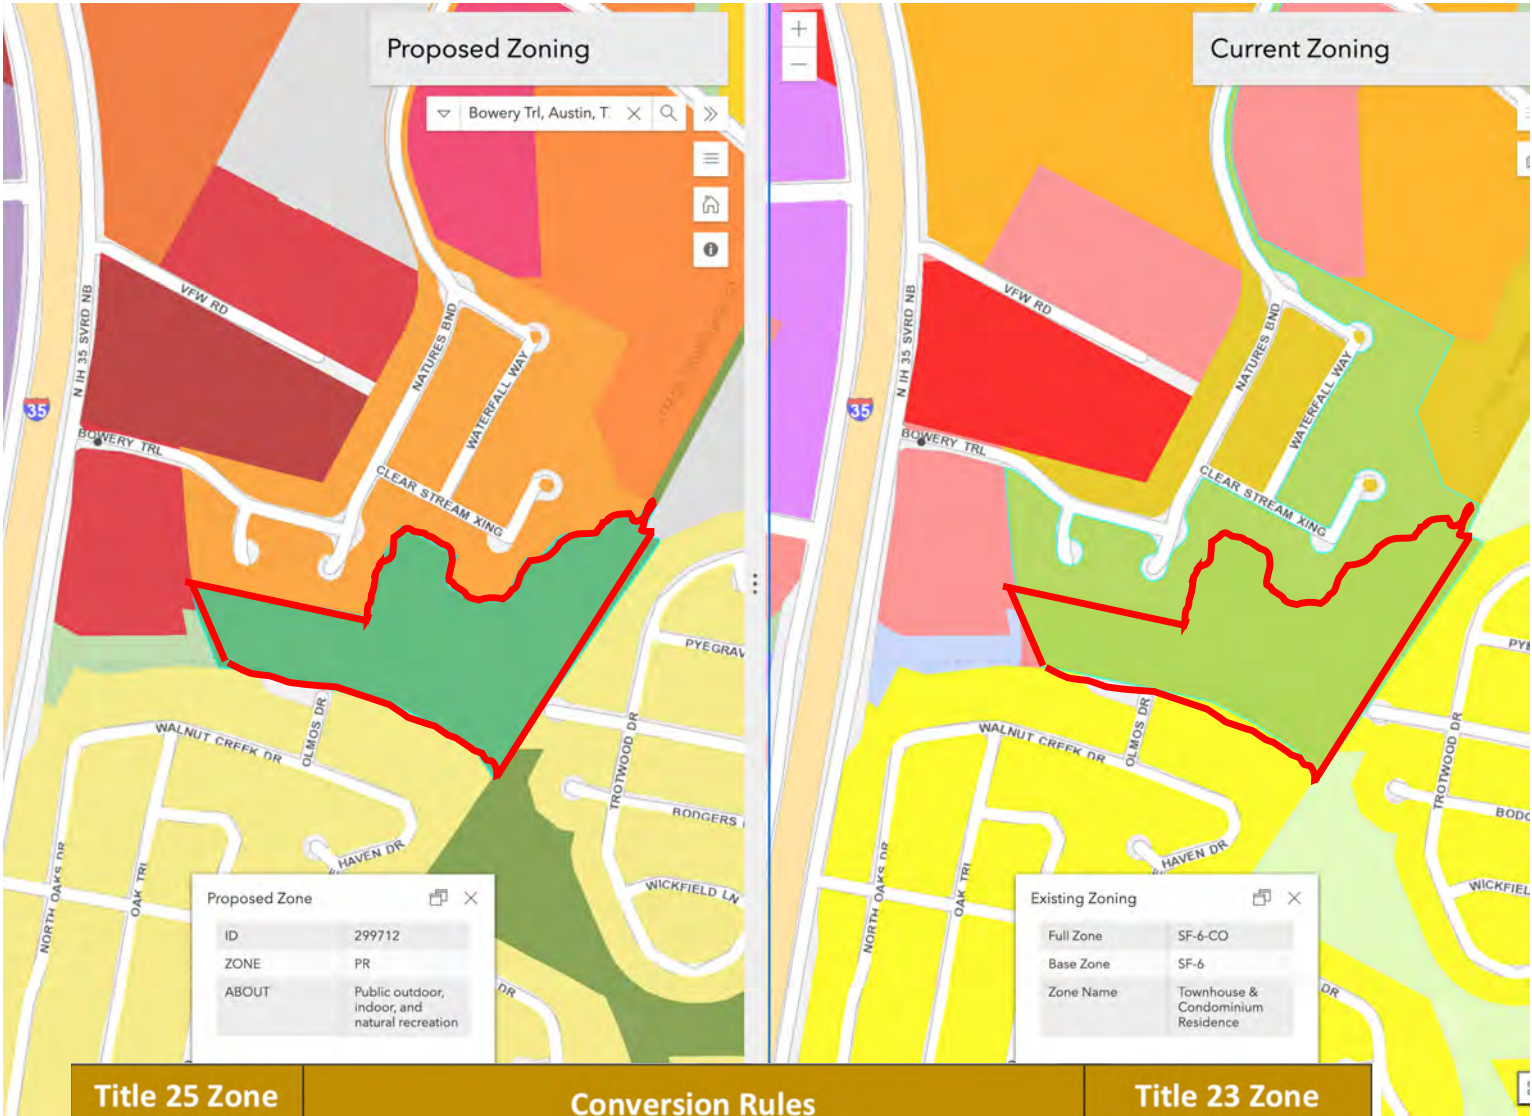 Proposed Zoning
Bowery Trl, Austin, T
VFW RD
N IH 35 SVRD NB
35
BOWERY TRL
NATURES BND
WATERFALL WAY
CLEAR STREAM XING
PYEGRAV
OLMOS DR
WALNUT CREEK DR
TROTWOOD DR
BODGERS
HAVEN DR
NORTH OAKS DR
OAK TRL
WICKFIELD LN
DR
Proposed Zone
ID 299712
ZONE PR
ABOUT Public outdoor,
indoor, and
natural recreation
Current Zoning
VFW RD
N IH 35 SVRD NB
35
BOWERY TRL
NATURES BND
WATERFALL WAY
CLEAR STREAM XING
PYE
OLMOS DR
WALNUT CREEK DR
TROTWOOD DR
BODG
HAVEN DR
NORTH OAKS DR
OAK TRL
WICKFIEL
DR
Existing Zoning
Full Zone SF-6-CO
Base Zone SF-6
Zone Name Townhouse &
Condominium
Residence
Title 25 Zone
Conversion Rules
Title 23 Zone